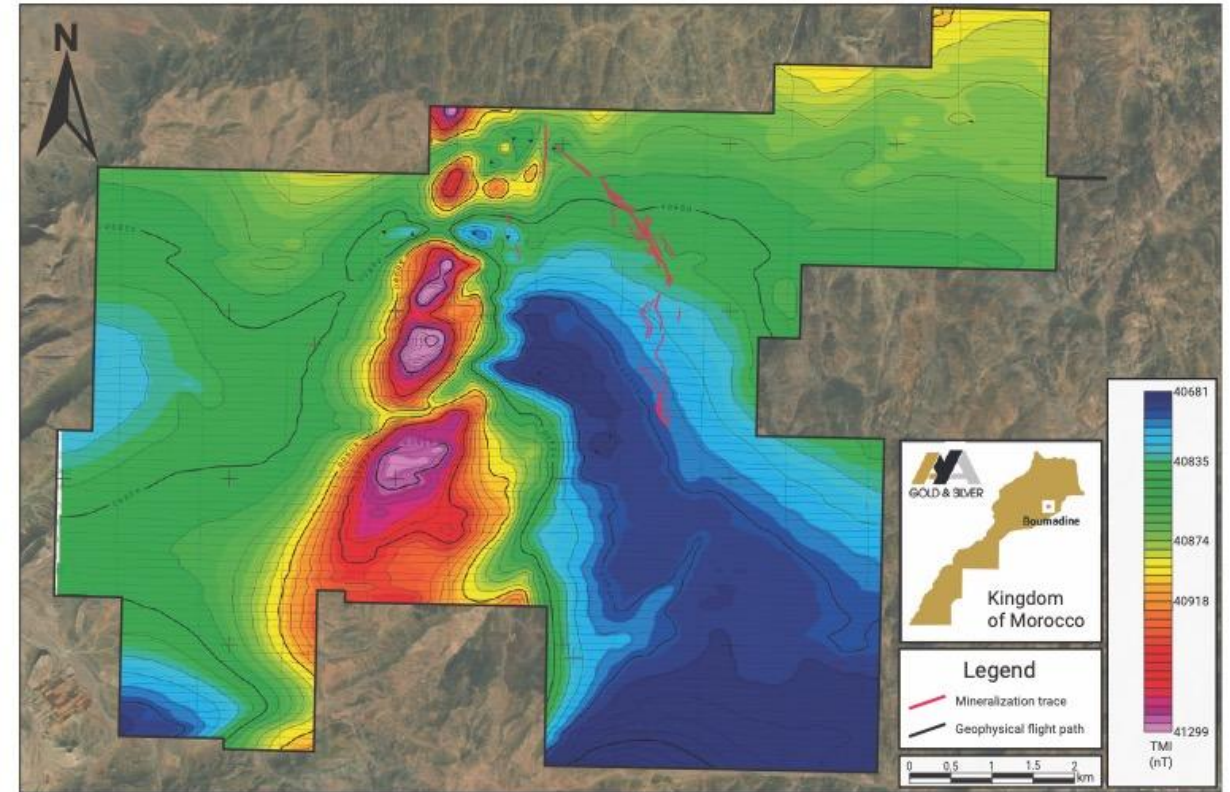 N
40681
40835
40874
40918
41299
TMI
(nT)
AYA
GOLD & SILVER
Boumadine
Kingdom
of Morocco
Legend
Mineralization trace
Geophysical flight path
0 0.5 1 1.5 2
km